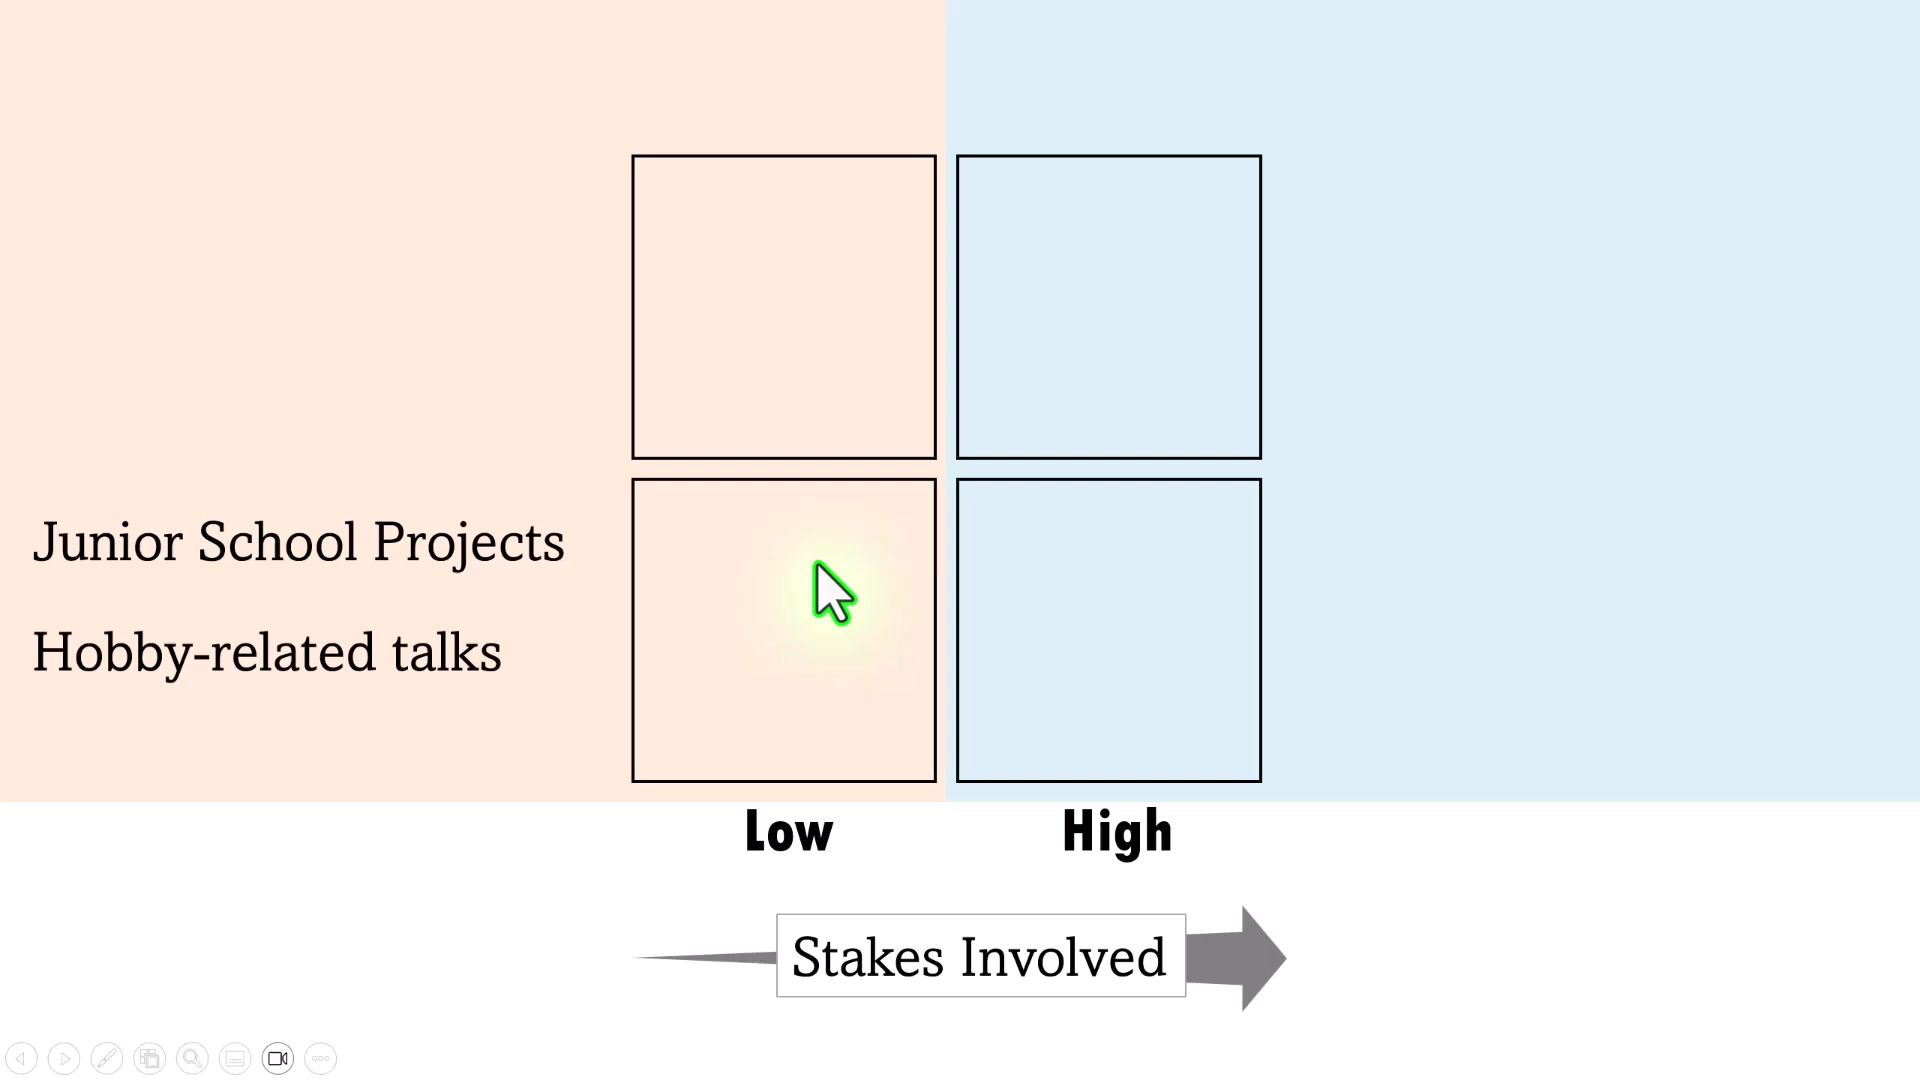 Junior School Projects
Hobby-related talks
Low
High
Stakes Involved